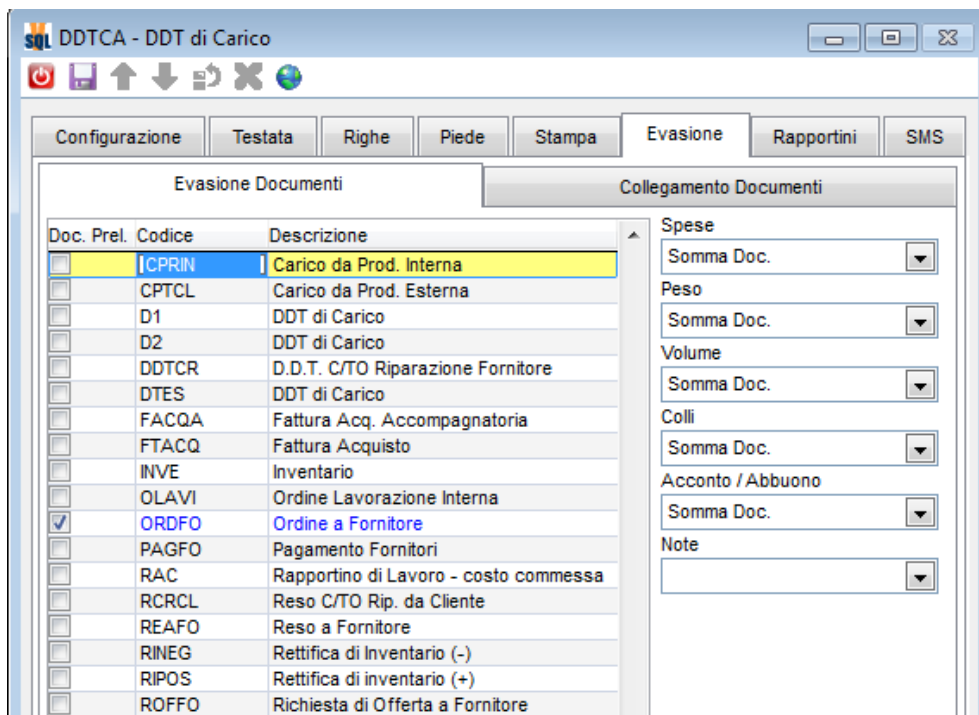 SQL DDTCA - DDT di Carico
Configurazione Testata Righe Piede Stampa Evasione Rapportini SMS
Evasione Documenti Collegamento Documenti
Doc. Prel. Codice Descrizione
CPRIN Carico da Prod. Interna
CPTCL Carico da Prod. Esterna
D1 DDT di Carico
D2 DDT di Carico
DDTCR D.D.T. C/TO Riparazione Fornitore
DTES DDT di Carico
FACQA Fattura Acq. Accompagnatoria
FTACQ Fattura Acquisto
INVE Inventario
OLAVI Ordine Lavorazione Interna
ORDFO Ordine a Fornitore
PAGFO Pagamento Fornitori
RAC Rapportino di Lavoro - costo commessa
RCRCL Reso C/TO Rip. da Cliente
REAFO Reso a Fornitore
RINEG Rettifica di Inventario (-)
RIPOS Rettifica di inventario (+)
ROFFO Richiesta di Offerta a Fornitore
Spese
Somma Doc.
Peso
Somma Doc.
Volume
Somma Doc.
Colli
Somma Doc.
Acconto / Abbuono
Somma Doc.
Note